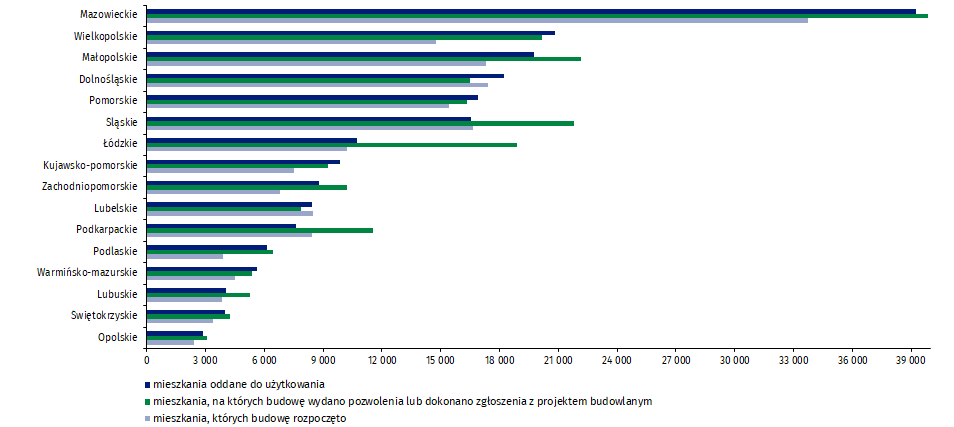 Mazowieckie
Wielkopolskie
Małopolskie
Dolnośląskie
Pomorskie
Śląskie
Łódzkie
Kujawsko-pomorskie
Zachodniopomorskie
Lubelskie
Podkarpackie
Podlaskie
Warmińsko-mazurskie
Lubuskie
Swiętokrzyskie
Opolskie
0 3 000 6 000 9 000 12 000 15 000 18 000 21 000 24 000 27 000 30 000 33 000 36 000 39 000
mieszkania oddane do użytkowania
mieszkania, na których budowę wydano pozwolenia lub dokonano zgłoszenia z projektem budowlanym
mieszkania, których budowę rozpoczęto